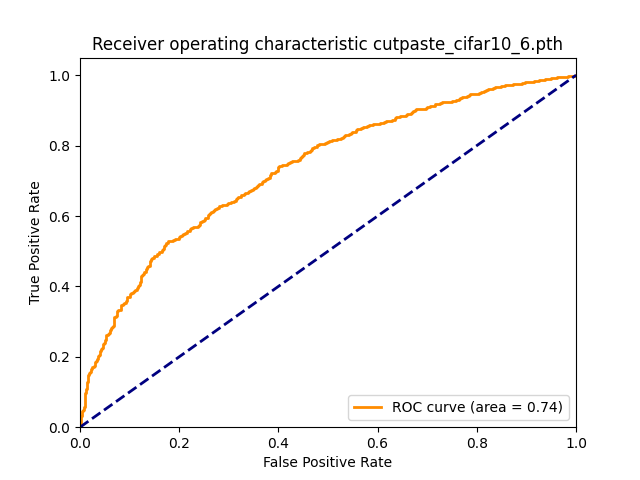 Receiver operating characteristic cutpaste_cifar10_6.pth
True Positive Rate
1.0
0.8
0.6
0.4
0.2
0.0
0.0 0.2 0.4 0.6 0.8 1.0
False Positive Rate
ROC curve (area = 0.74)